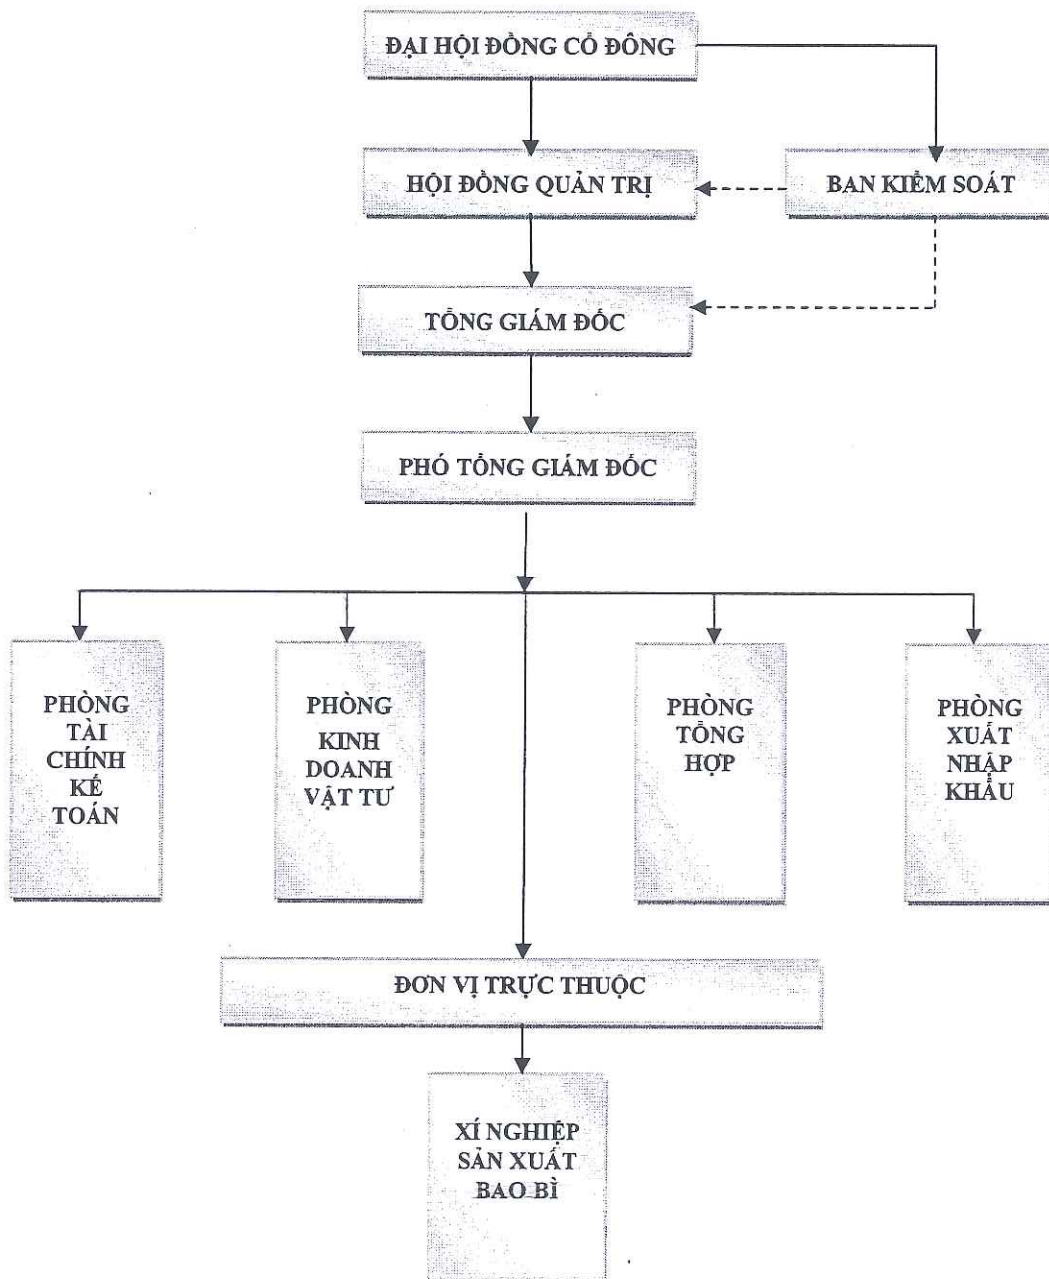 ĐẠI HỘI ĐỒNG CỔ ĐÔNG
HỘI ĐỒNG QUẢN TRỊ
BAN KIỂM SOÁT
TỔNG GIÁM ĐỐC
PHÓ TỔNG GIÁM ĐỐC
PHÒNG
TÀI
CHÍNH
KẾ
TOÁN
PHÒNG
KINH
DOANH
VẬT TƯ
PHÒNG
TỔNG
HỢP
PHÒNG
XUẤT
NHẬP
KHẨU
ĐƠN VỊ TRỰC THUỘC
XÍ NGHIỆP
SẢN XUẤT
BAO BÌ